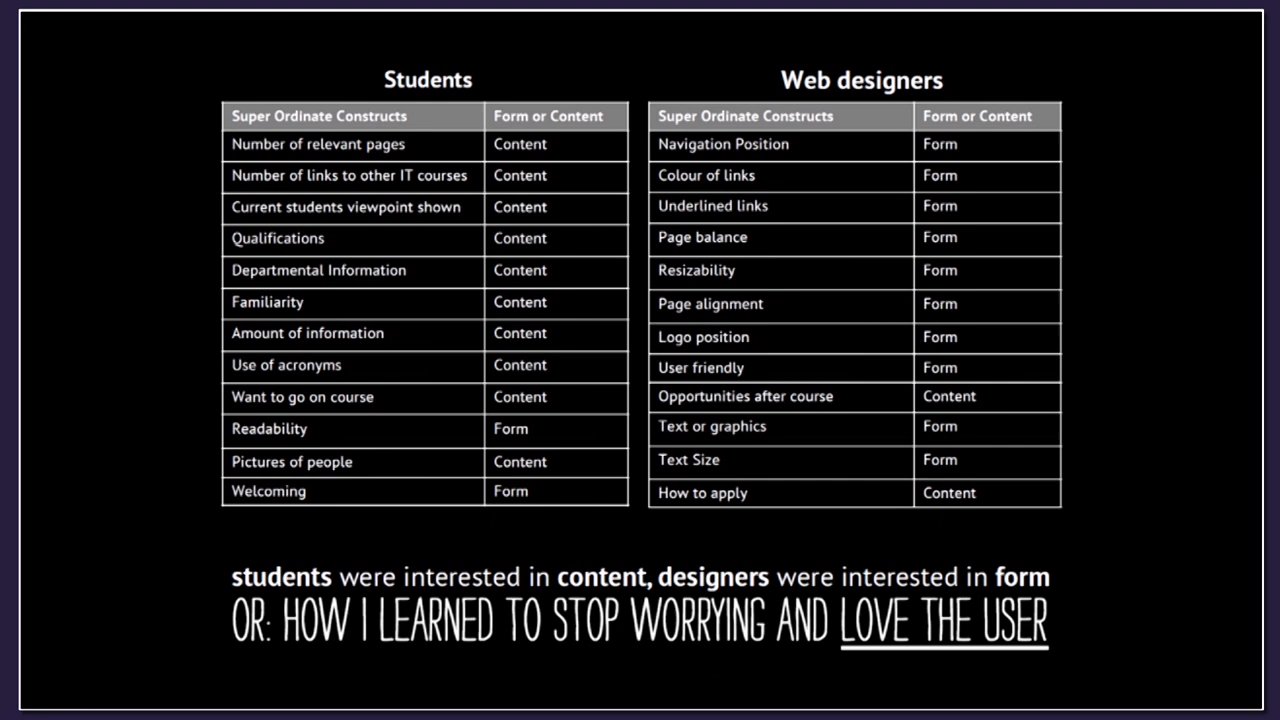 Students
Super Ordinate Constructs Form or Content
Number of relevant pages Content
Number of links to other IT courses Content
Current students viewpoint shown Content
Qualifications Content
Departmental Information Content
Familiarity Content
Amount of information Content
Use of acronyms Content
Want to go on course Content
Readability Form
Pictures of people Content
Welcoming Form
Web designers
Super Ordinate Constructs Form or Content
Navigation Position Form
Colour of links Form
Underlined links Form
Page balance Form
Resizability Form
Page alignment Form
Logo position Form
User friendly Form
Opportunities after course Content
Text or graphics Form
Text Size Form
How to apply Content
students were interested in content, designers were interested in form
OR: HOW I LEARNED TO STOP WORRYING AND LOVE THE USER